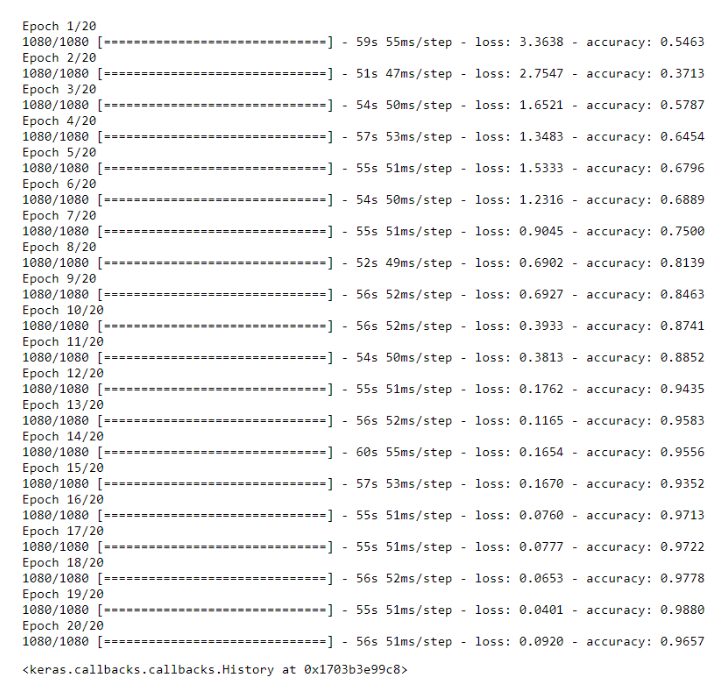 Epoch 1/20
1080/1080 [==============================] - 59s 55ms/step - loss: 3.3638 - accuracy: 0.5463
Epoch 2/20
1080/1080 [==============================] - 51s 47ms/step - loss: 2.7547 - accuracy: 0.3713
Epoch 3/20
1080/1080 [==============================] - 54s 50ms/step - loss: 1.6521 - accuracy: 0.5787
Epoch 4/20
1080/1080 [==============================] - 57s 53ms/step - loss: 1.3483 - accuracy: 0.6454
Epoch 5/20
1080/1080 [==============================] - 55s 51ms/step - loss: 1.5333 - accuracy: 0.6796
Epoch 6/20
1080/1080 [==============================] - 54s 50ms/step - loss: 1.2316 - accuracy: 0.6889
Epoch 7/20
1080/1080 [==============================] - 55s 51ms/step - loss: 0.9045 - accuracy: 0.7500
Epoch 8/20
1080/1080 [==============================] - 52s 49ms/step - loss: 0.6902 - accuracy: 0.8139
Epoch 9/20
1080/1080 [==============================] - 56s 52ms/step - loss: 0.6927 - accuracy: 0.8463
Epoch 10/20
1080/1080 [==============================] - 56s 52ms/step - loss: 0.3933 - accuracy: 0.8741
Epoch 11/20
1080/1080 [==============================] - 54s 50ms/step - loss: 0.3813 - accuracy: 0.8852
Epoch 12/20
1080/1080 [==============================] - 55s 51ms/step - loss: 0.1762 - accuracy: 0.9435
Epoch 13/20
1080/1080 [==============================] - 56s 52ms/step - loss: 0.1165 - accuracy: 0.9583
Epoch 14/20
1080/1080 [==============================] - 60s 55ms/step - loss: 0.1654 - accuracy: 0.9556
Epoch 15/20
1080/1080 [==============================] - 57s 53ms/step - loss: 0.1670 - accuracy: 0.9352
Epoch 16/20
1080/1080 [==============================] - 55s 51ms/step - loss: 0.0760 - accuracy: 0.9713
Epoch 17/20
1080/1080 [==============================] - 55s 51ms/step - loss: 0.0777 - accuracy: 0.9722
Epoch 18/20
1080/1080 [==============================] - 56s 52ms/step - loss: 0.0653 - accuracy: 0.9778
Epoch 19/20
1080/1080 [==============================] - 55s 51ms/step - loss: 0.0401 - accuracy: 0.9880
Epoch 20/20
1080/1080 [==============================] - 56s 51ms/step - loss: 0.0920 - accuracy: 0.9657
<keras.callbacks.callbacks.History at 0x1703b3e99c8>